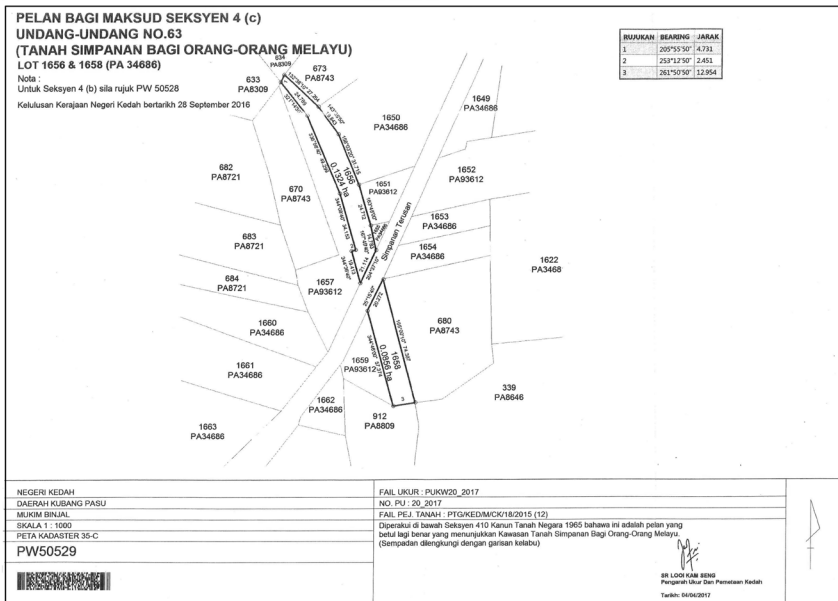 PELAN BAGI MAKSUD SEKSYEN 4 (c)
UNDANG-UNDANG NO.63
(TANAH SIMPANAN BAGI ORANG-ORANG MELAYU)
LOT 1656 & 1658 (PA 34686)
Nota :
Untuk Seksyen 4 (b) sila rujuk PW 50528
Kelulusan Kerajaan Negeri Kedah bertarikh 28 September 2016
RUJUKAN BEARING JARAK
1 205°55'50" 4.731
2 253°12'50" 2.451
3 261°50'50" 12.954
634
PA8309
633
PA8309
673
PA8743
1649
PA34686
1650
PA34686
682
PA8721
670
PA8743
1656
0.1324 ha
1651
PA93612
1652
PA93612
1653
PA34686
683
PA8721
1654
PA34686
Simpanan Terusan
1622
PA3468
684
PA8721
1657
PA93612
1660
PA34686
680
PA8743
1658
0.0856 ha
1661
PA34686
1659
PA93612
339
PA8646
1662
PA34686
912
PA8809
3
1663
PA34686
NEGERI KEDAH
DAERAH KUBANG PASU
MUKIM BINJAL
SKALA 1 : 1000
PETA KADASTER 35-C
PW50529
FAIL UKUR : PUKW20_2017
NO. PU : 20_2017
FAIL PEJ. TANAH : PTG/KED/M/CK/18/2015 (12)
Diperakui di bawah Seksyen 410 Kanun Tanah Negara 1965 bahawa ini adalah pelan yang
betul lagi benar yang menunjukkan Kawasan Tanah Simpanan Bagi Orang-Orang Melayu.
(Sempadan dilengkungi dengan garisan kelabu)
SR LOOI KAM SENG
Pengarah Ukur Dan Pemetaan Kedah
Tarikh: 04/04/2017